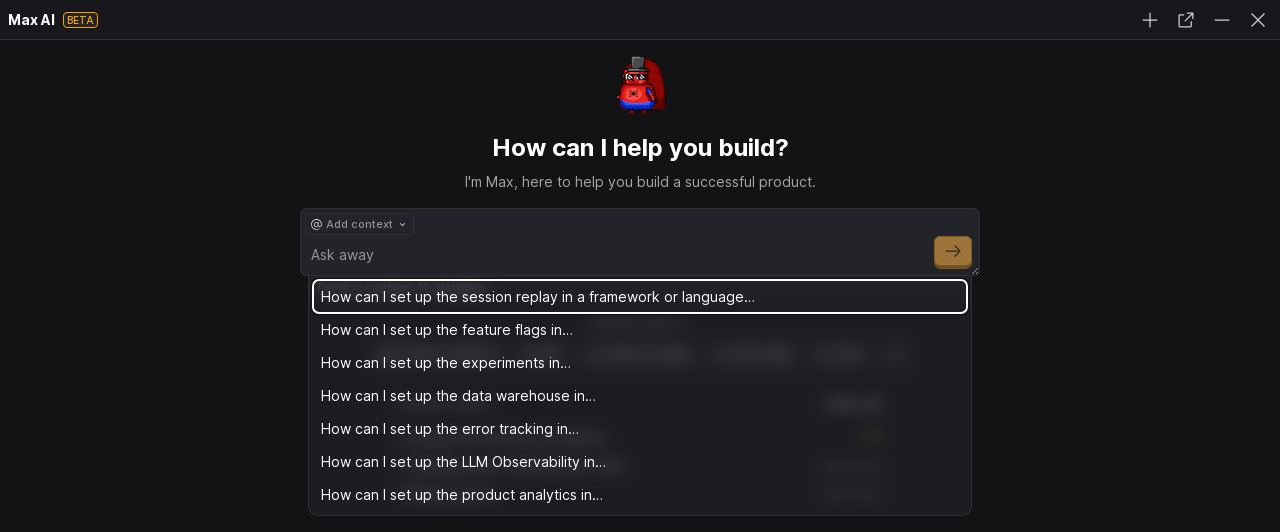 Max AI BETA
How can I help you build?
I'm Max, here to help you build a successful product.
@ Add context
Ask away
How can I set up the session replay in a framework or language…
How can I set up the feature flags in…
How can I set up the experiments in…
How can I set up the data warehouse in…
How can I set up the error tracking in…
How can I set up the LLM Observability in…
How can I set up the product analytics in…